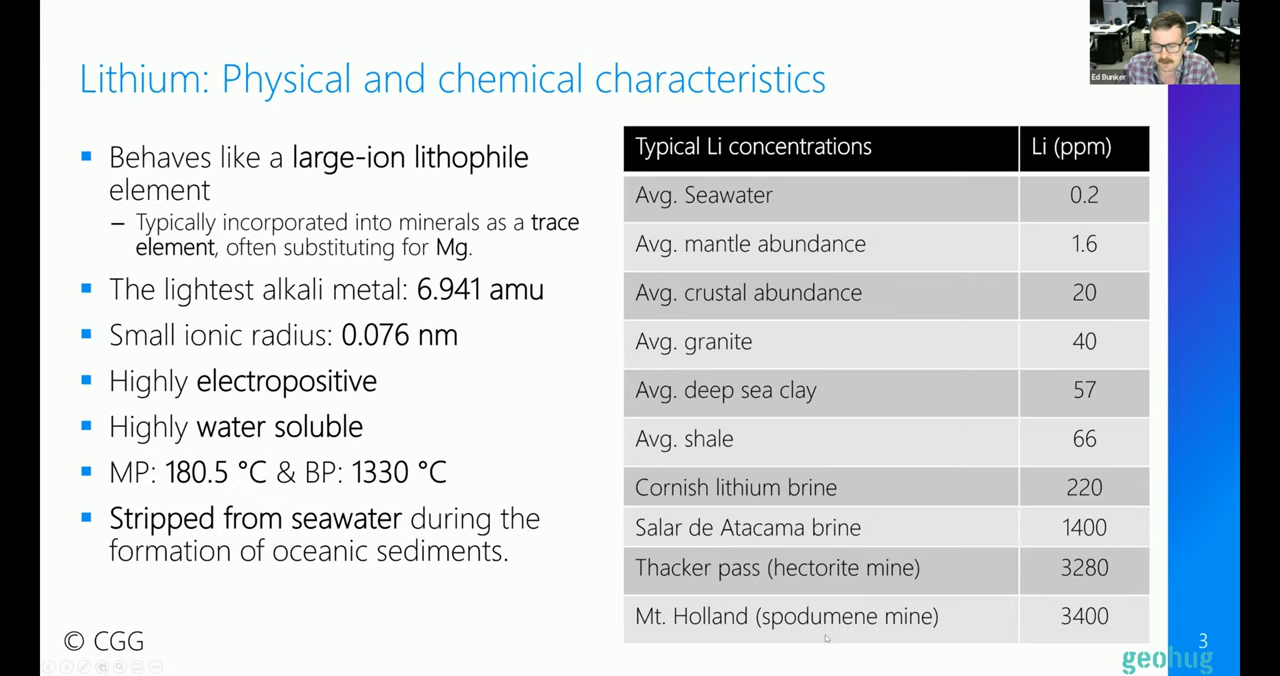 Ed Bunker
Lithium: Physical and chemical characteristics
Behaves like a large-ion lithophile
element
– Typically incorporated into minerals as a trace
element, often substituting for Mg.
The lightest alkali metal: 6.941 amu
Small ionic radius: 0.076 nm
Highly electropositive
Highly water soluble
MP: 180.5 °C & BP: 1330 °C
Stripped from seawater during the
formation of oceanic sediments.
Typical Li concentrations Li (ppm)
Avg. Seawater 0.2
Avg. mantle abundance 1.6
Avg. crustal abundance 20
Avg. granite 40
Avg. deep sea clay 57
Avg. shale 66
Cornish lithium brine 220
Salar de Atacama brine 1400
Thacker pass (hectorite mine) 3280
Mt. Holland (spodumene mine) 3400
© CGG
3
geohug